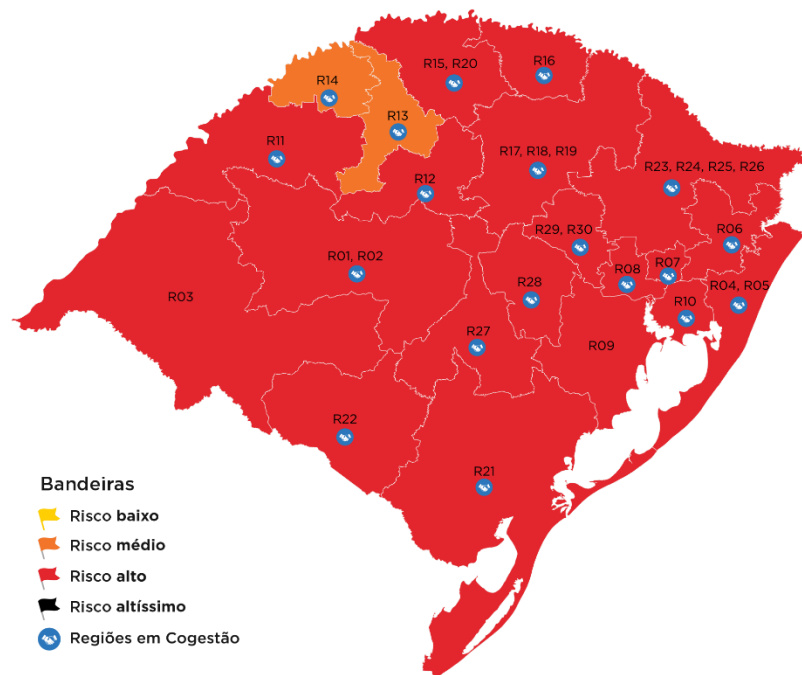 R15, R20
R16
R14
R13
R11
R17, R18, R19
R23, R24, R25, R26
R12
R29, R30
R06
R01, R02
R08
R07
R03
R28
R04, R05
R10
R27
R09
R22
R21
Bandeiras
Risco baixo
Risco médio
Risco alto
Risco altíssimo
Regiões em Cogestão